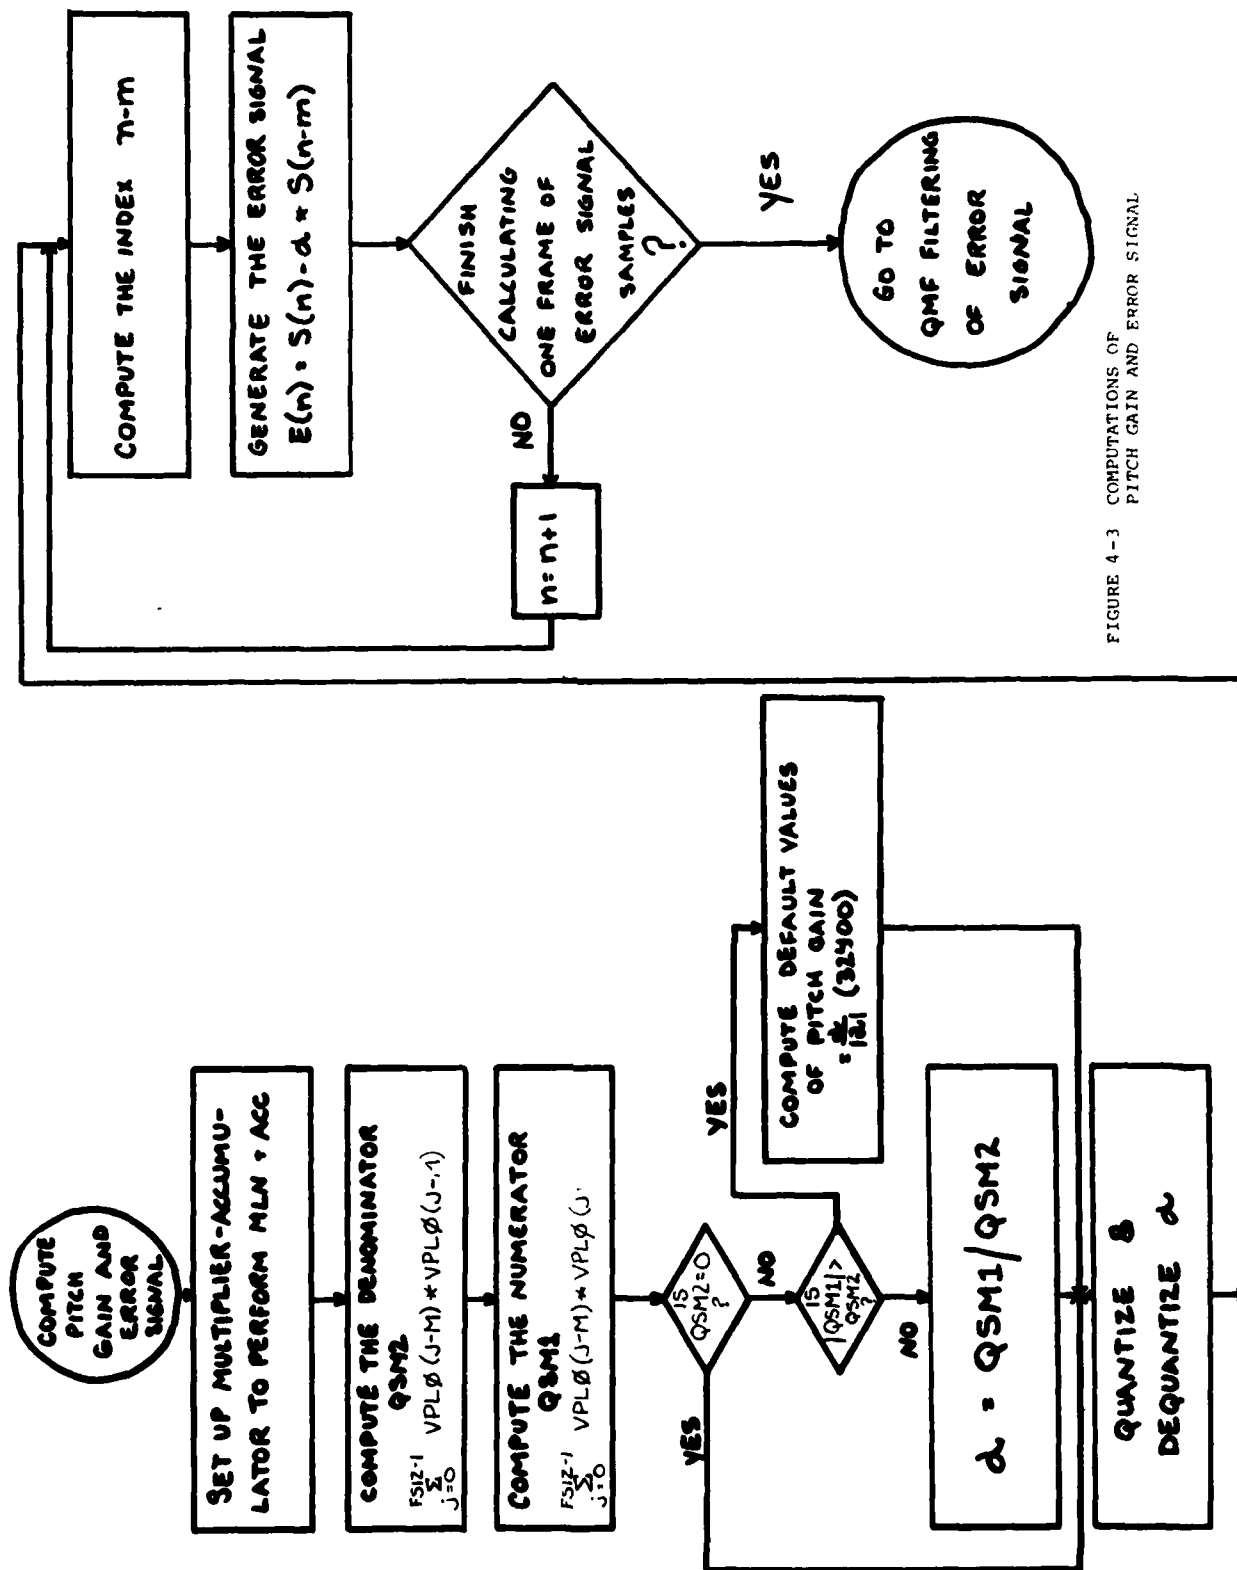 COMPUTE
PITCH
GAIN AND
ERROR
SIGNAL
SET UP MULTIPLIER-ACCUMU-
LATOR TO PERFORM MLN + ACC
COMPUTE THE DENOMINATOR
QSM2
FSIZ-1
Σ VPLØ(J-M)*VPLØ(J-
j=0
COMPUTE THE NUMERATOR
QSM1
FSIZ-1
Σ VPLØ(J-M)*VPLØ(J
j=0
IS
QSM2=0
?
YES
NO
IS
|QSM1|>
QSM2
?
YES
NO
COMPUTE DEFAULT VALUES
OF PITCH GAIN
= (32400)
α = QSM1/QSM2
QUANTIZE &
DEQUANTIZE α
COMPUTE THE INDEX n-m
GENERATE THE ERROR SIGNAL
E(n) = S(n)-α * S(n-m)
FINISH
CALCULATING
ONE FRAME OF
ERROR SIGNAL
SAMPLES
?
NO
n=n+1
YES
GO TO
QMF FILTERING
OF ERROR
SIGNAL
FIGURE 4-3 COMPUTATIONS OF
PITCH GAIN AND ERROR SIGNAL